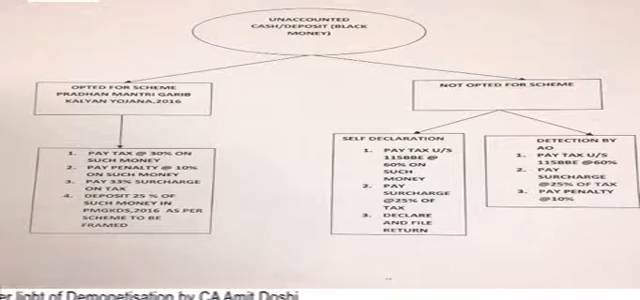 UNACCOUNTED
CASH/DEPOSIT (BLACK
MONEY)
OPTED FOR SCHEME
PRADHAN MANTRI GARIB
KALYAN YOJANA,2016
NOT OPTED FOR SCHEME
1. PAY TAX @ 30% ON
SUCH MONEY
2. PAY PENALTY @ 10%
ON SUCH MONEY
3. PAY 33% SURCHARGE
ON TAX
4. DEPOSIT 25 % OF
SUCH MONEY IN
PMGKDS,2016 AS PER
SCHEME TO BE
FRAMED
SELF DECLARATION
1. PAY TAX U/S
115BBE @
60% ON
SUCH
MONEY
2. PAY
SURCHARGE
@25% OF
TAX
3. DECLARE
AND FILE
RETURN
DETECTION BY
AO
1. PAY TAX U/S
115BBE @60%
2. PAY
SURCHARGE
@25% OF TAX
3. PAY PENALTY
@10%
er light of Demonetisation by CA Amit Doshi